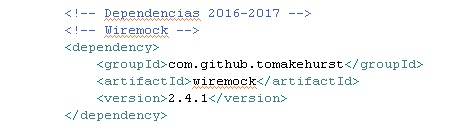 <!-- Dependencias 2016-2017 -->
<!-- Wiremock -->
<dependency>
<groupId>com.github.tomakehurst</groupId>
<artifactId>wiremock</artifactId>
<version>2.4.1</version>
</dependency>